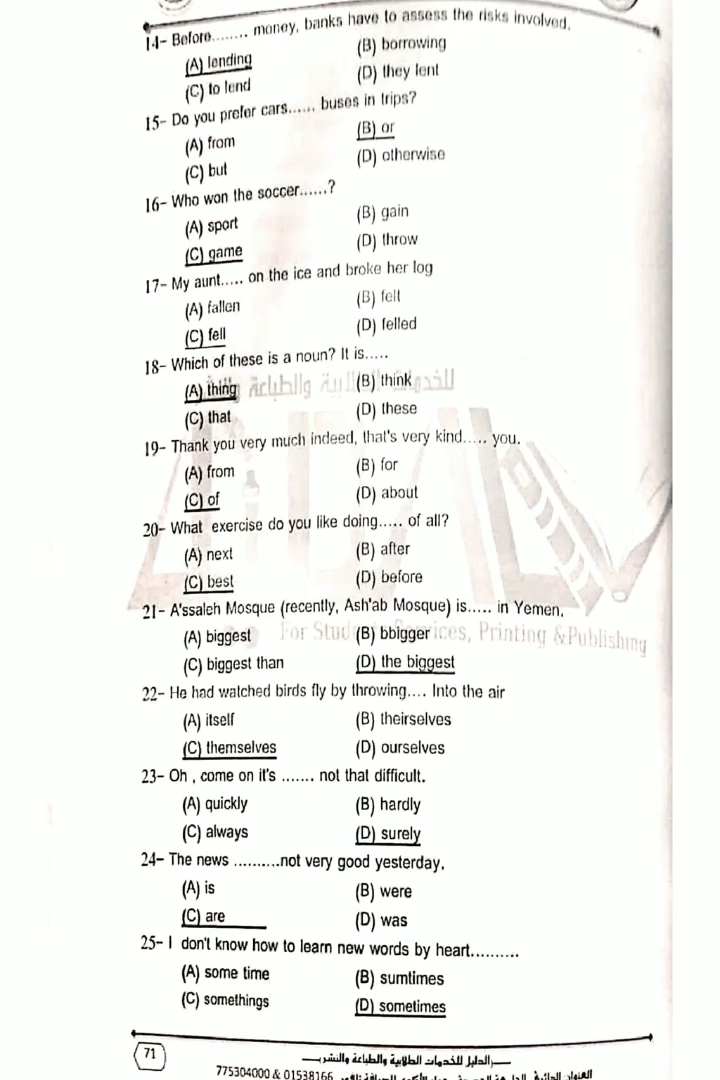 14- Before........ money, banks have to assess the risks involved.
(A) lending (B) borrowing
(C) to lend (D) they lent
15- Do you prefer cars...... buses in trips?
(A) from (B) or
(C) but (D) otherwise
16- Who won the soccer......?
(A) sport (B) gain
(C) game (D) throw
17- My aunt..... on the ice and broke her log
(A) fallen (B) felt
(C) fell (D) felled
18- Which of these is a noun? It is.....
(A) thing (B) think
(C) that (D) these
19- Thank you very much indeed, that's very kind..... you.
(A) from (B) for
(C) of (D) about
20- What exercise do you like doing..... of all?
(A) next (B) after
(C) best (D) before
21- A'ssaleh Mosque (recently, Ash'ab Mosque) is..... in Yemen.
(A) biggest (B) bbigger
For Stud ices, Printing &Publishing
(C) biggest than (D) the biggest
22- He had watched birds fly by throwing.... Into the air
(A) itself (B) theirselves
(C) themselves (D) ourselves
23- Oh , come on it's ....... not that difficult.
(A) quickly (B) hardly
(C) always (D) surely
24- The news ..........not very good yesterday.
(A) is (B) were
(C) are (D) was
25- I don't know how to learn new words by heart..........
(A) some time (B) sumtimes
(C) somethings (D) sometimes
71
الدليل للخدمات الطلابية والطباعة والنشر
775304000 & 01538166